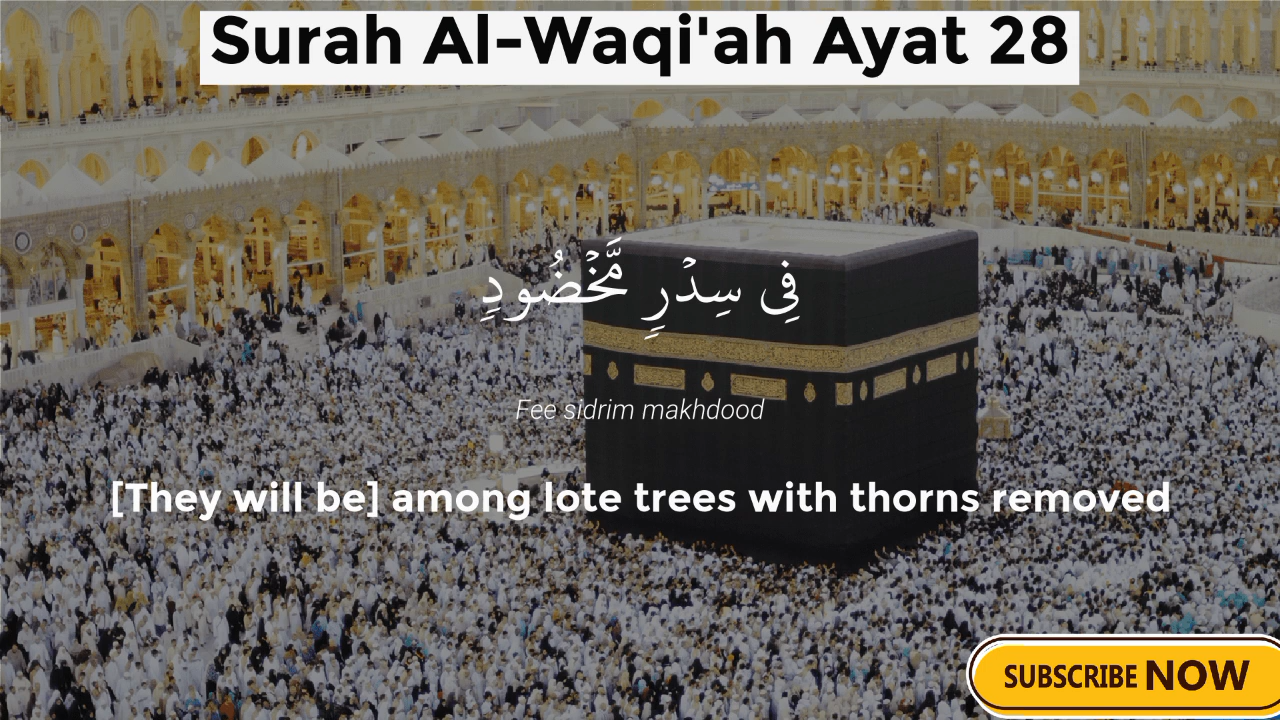 Surah Al-Waqi'ah Ayat 28
فِي سِدۡرٖ مَّخۡضُودٖ
Fee sidrim makhdood
[They will be] among lote trees with thorns removed
SUBSCRIBE NOW